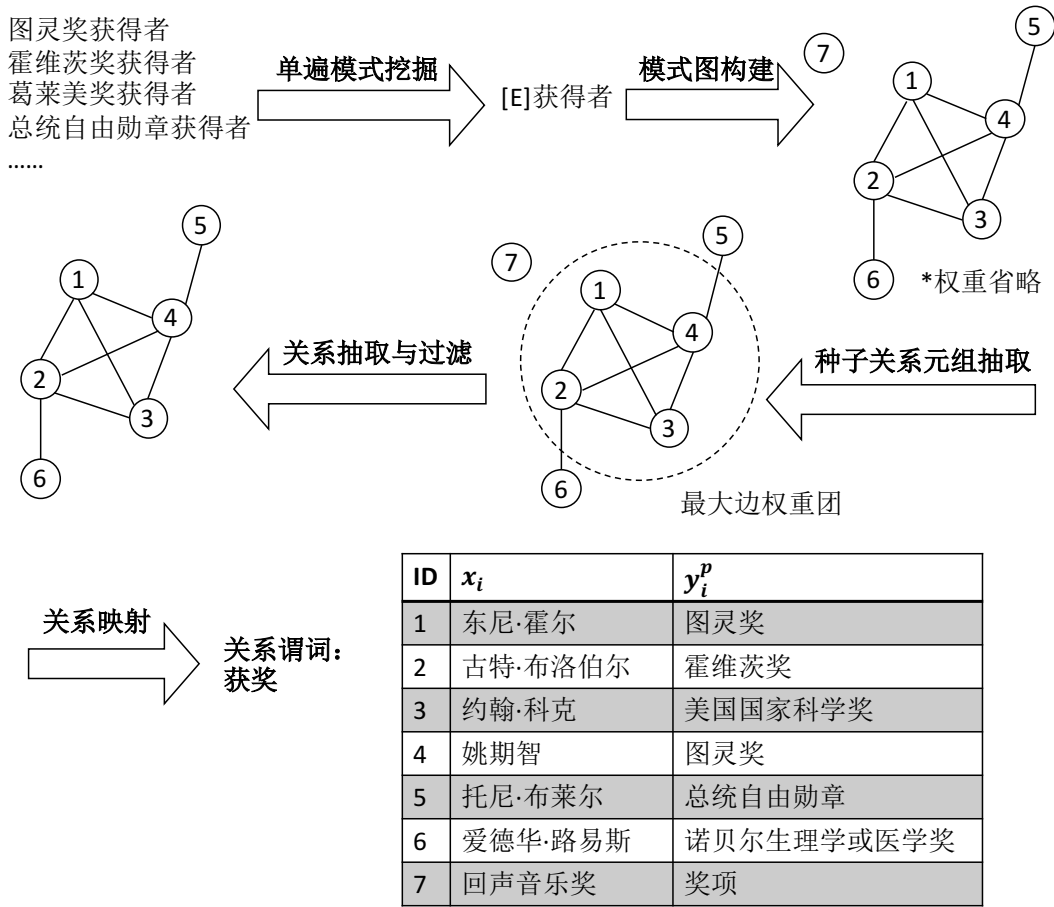 图灵奖获得者
霍维茨奖获得者
葛莱美奖获得者
总统自由勋章获得者
......
单遍模式挖掘
[E]获得者
模式图构建
7
5
1
4
2
3
6
*权重省略
种子关系元组抽取
7
5
1
4
2
3
6
最大边权重团
关系抽取与过滤
5
1
4
2
3
6
关系映射
关系谓词：
获奖
ID x_i y_i^p
1 东尼·霍尔 图灵奖
2 古特·布洛伯尔 霍维茨奖
3 约翰·科克 美国国家科学奖
4 姚期智 图灵奖
5 托尼·布莱尔 总统自由勋章
6 爱德华·路易斯 诺贝尔生理学或医学奖
7 回声音乐奖 奖项